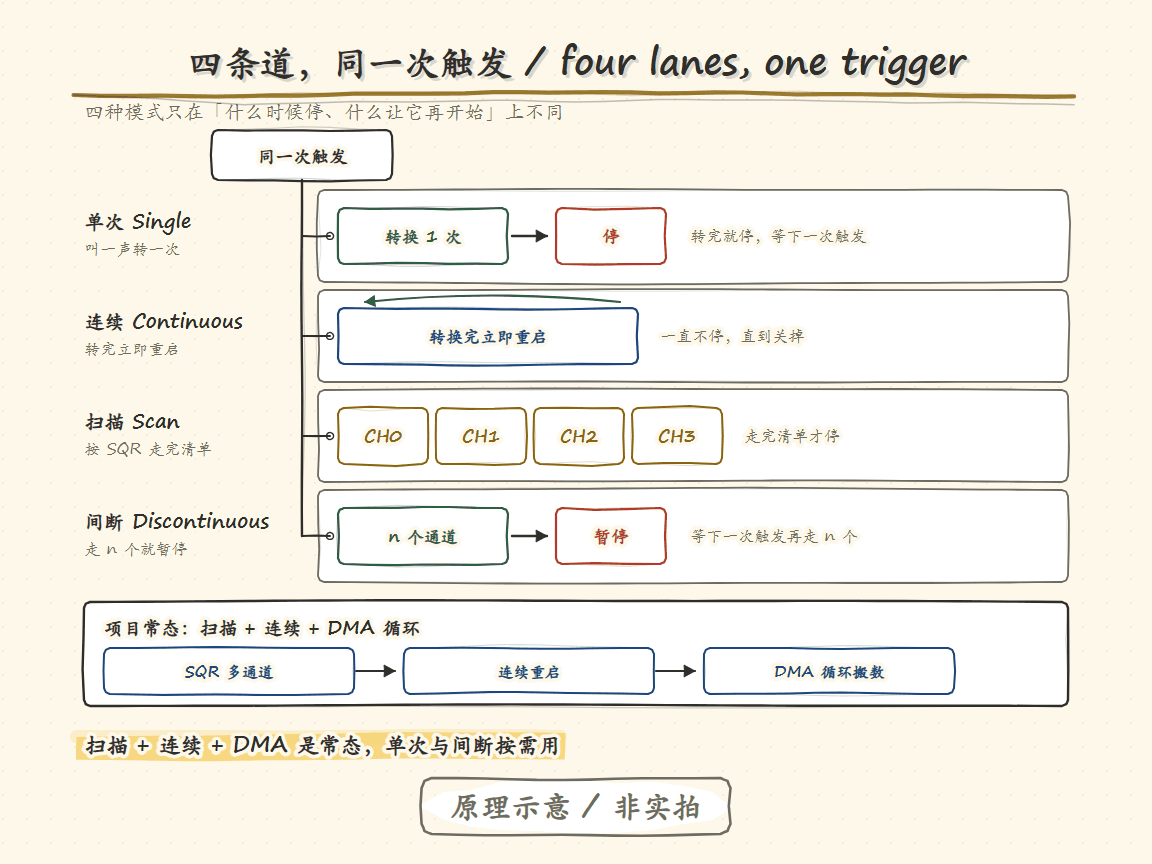 四条道，同一次触发 / four lanes, one trigger
四种模式只在「什么时候停、什么让它再开始」上不同
同一次触发
单次 Single
叫一声转一次
转换 1 次
停
转完就停，等下一次触发
连续 Continuous
转完立即重启
转换完立即重启
一直不停，直到关掉
扫描 Scan
按 SQR 走完清单
CH0
CH1
CH2
CH3
走完清单才停
间断 Discontinuous
走 n 个就暂停
n 个通道
暂停
等下一次触发再走 n 个
项目常态：扫描 + 连续 + DMA 循环
SQR 多通道
连续重启
DMA 循环搬数
扫描 + 连续 + DMA 是常态，单次与间断按需用
原理示意 / 非实拍